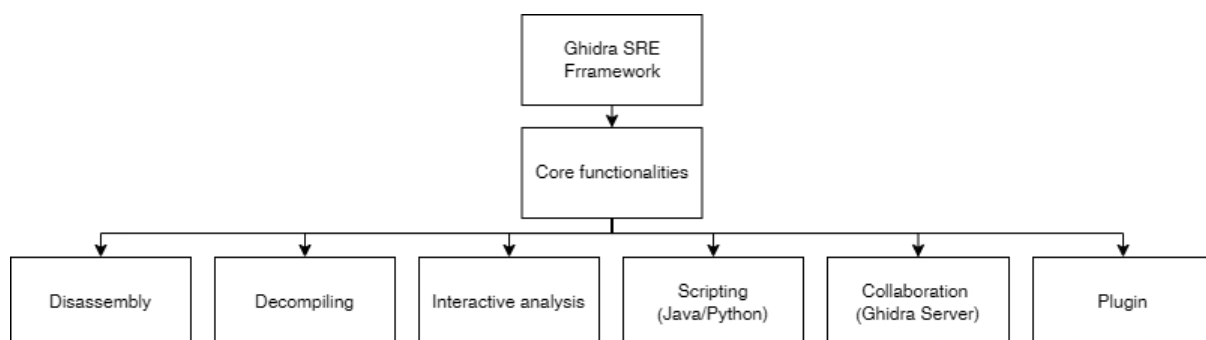 Ghidra SRE
Frramework
Core functionalities
Disassembly
Decompiling
Interactive analysis
Scripting
(Java/Python)
Collaboration
(Ghidra Server)
Plugin